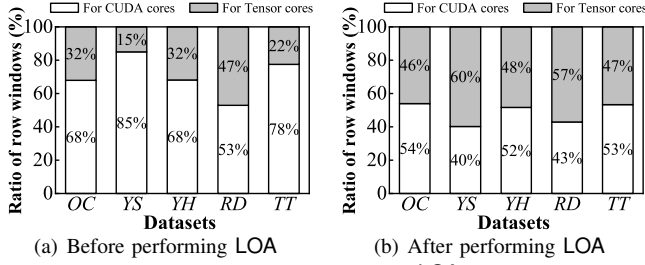 For CUDA cores For Tensor cores
Ratio of row windows (%)
100
80
60
40
20
0
32% 15% 32% 47% 22%
68% 85% 68% 53% 78%
OC YS YH RD TT
Datasets
(a) Before performing LOA
For CUDA cores For Tensor cores
Ratio of row windows (%)
100
80
60
40
20
0
46% 60% 48% 57% 47%
54% 40% 52% 43% 53%
OC YS YH RD TT
Datasets
(b) After performing LOA